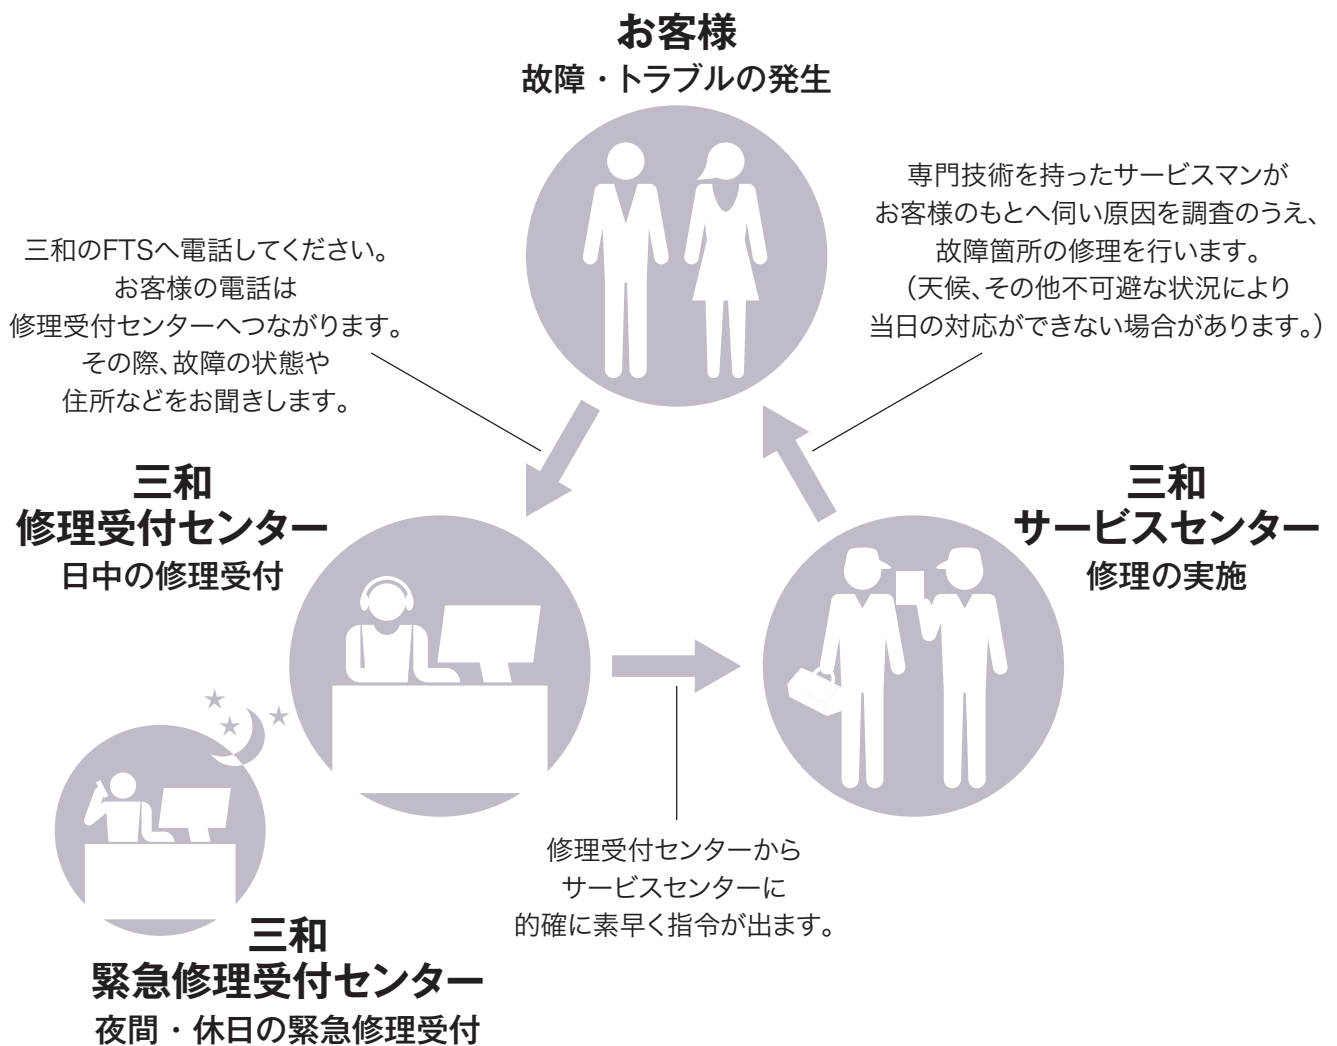 お客様
故障・トラブルの発生
三和のFTSへ電話してください。
お客様の電話は
修理受付センターへつながります。
その際、故障の状態や
住所などをお聞きします。
専門技術を持ったサービスマンが
お客様のもとへ伺い原因を調査のうえ、
故障箇所の修理を行います。
(天候、その他不可避な状況により
当日の対応ができない場合があります。)
三和
修理受付センター
日中の修理受付
三和
サービスセンター
修理の実施
修理受付センターから
サービスセンターに
的確に素早く指令が出ます。
三和
緊急修理受付センター
夜間・休日の緊急修理受付